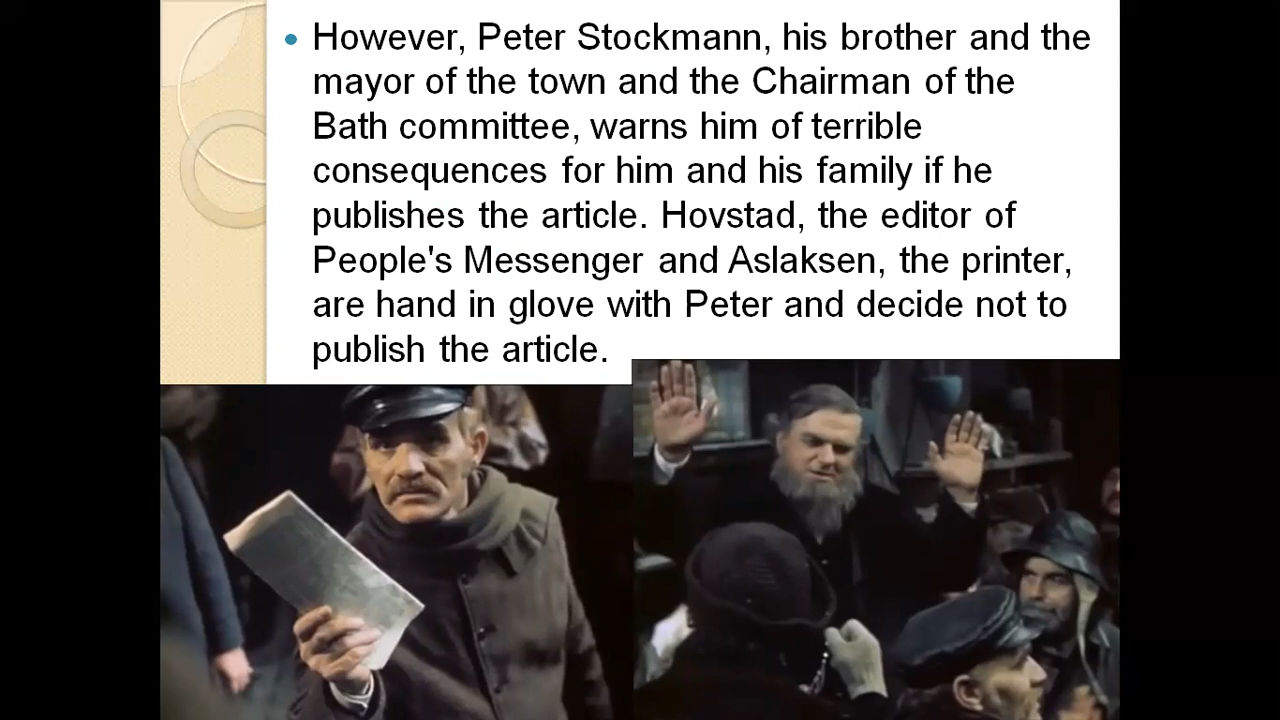 However, Peter Stockmann, his brother and the
mayor of the town and the Chairman of the
Bath committee, warns him of terrible
consequences for him and his family if he
publishes the article. Hovstad, the editor of
People's Messenger and Aslaksen, the printer,
are hand in glove with Peter and decide not to
publish the article.